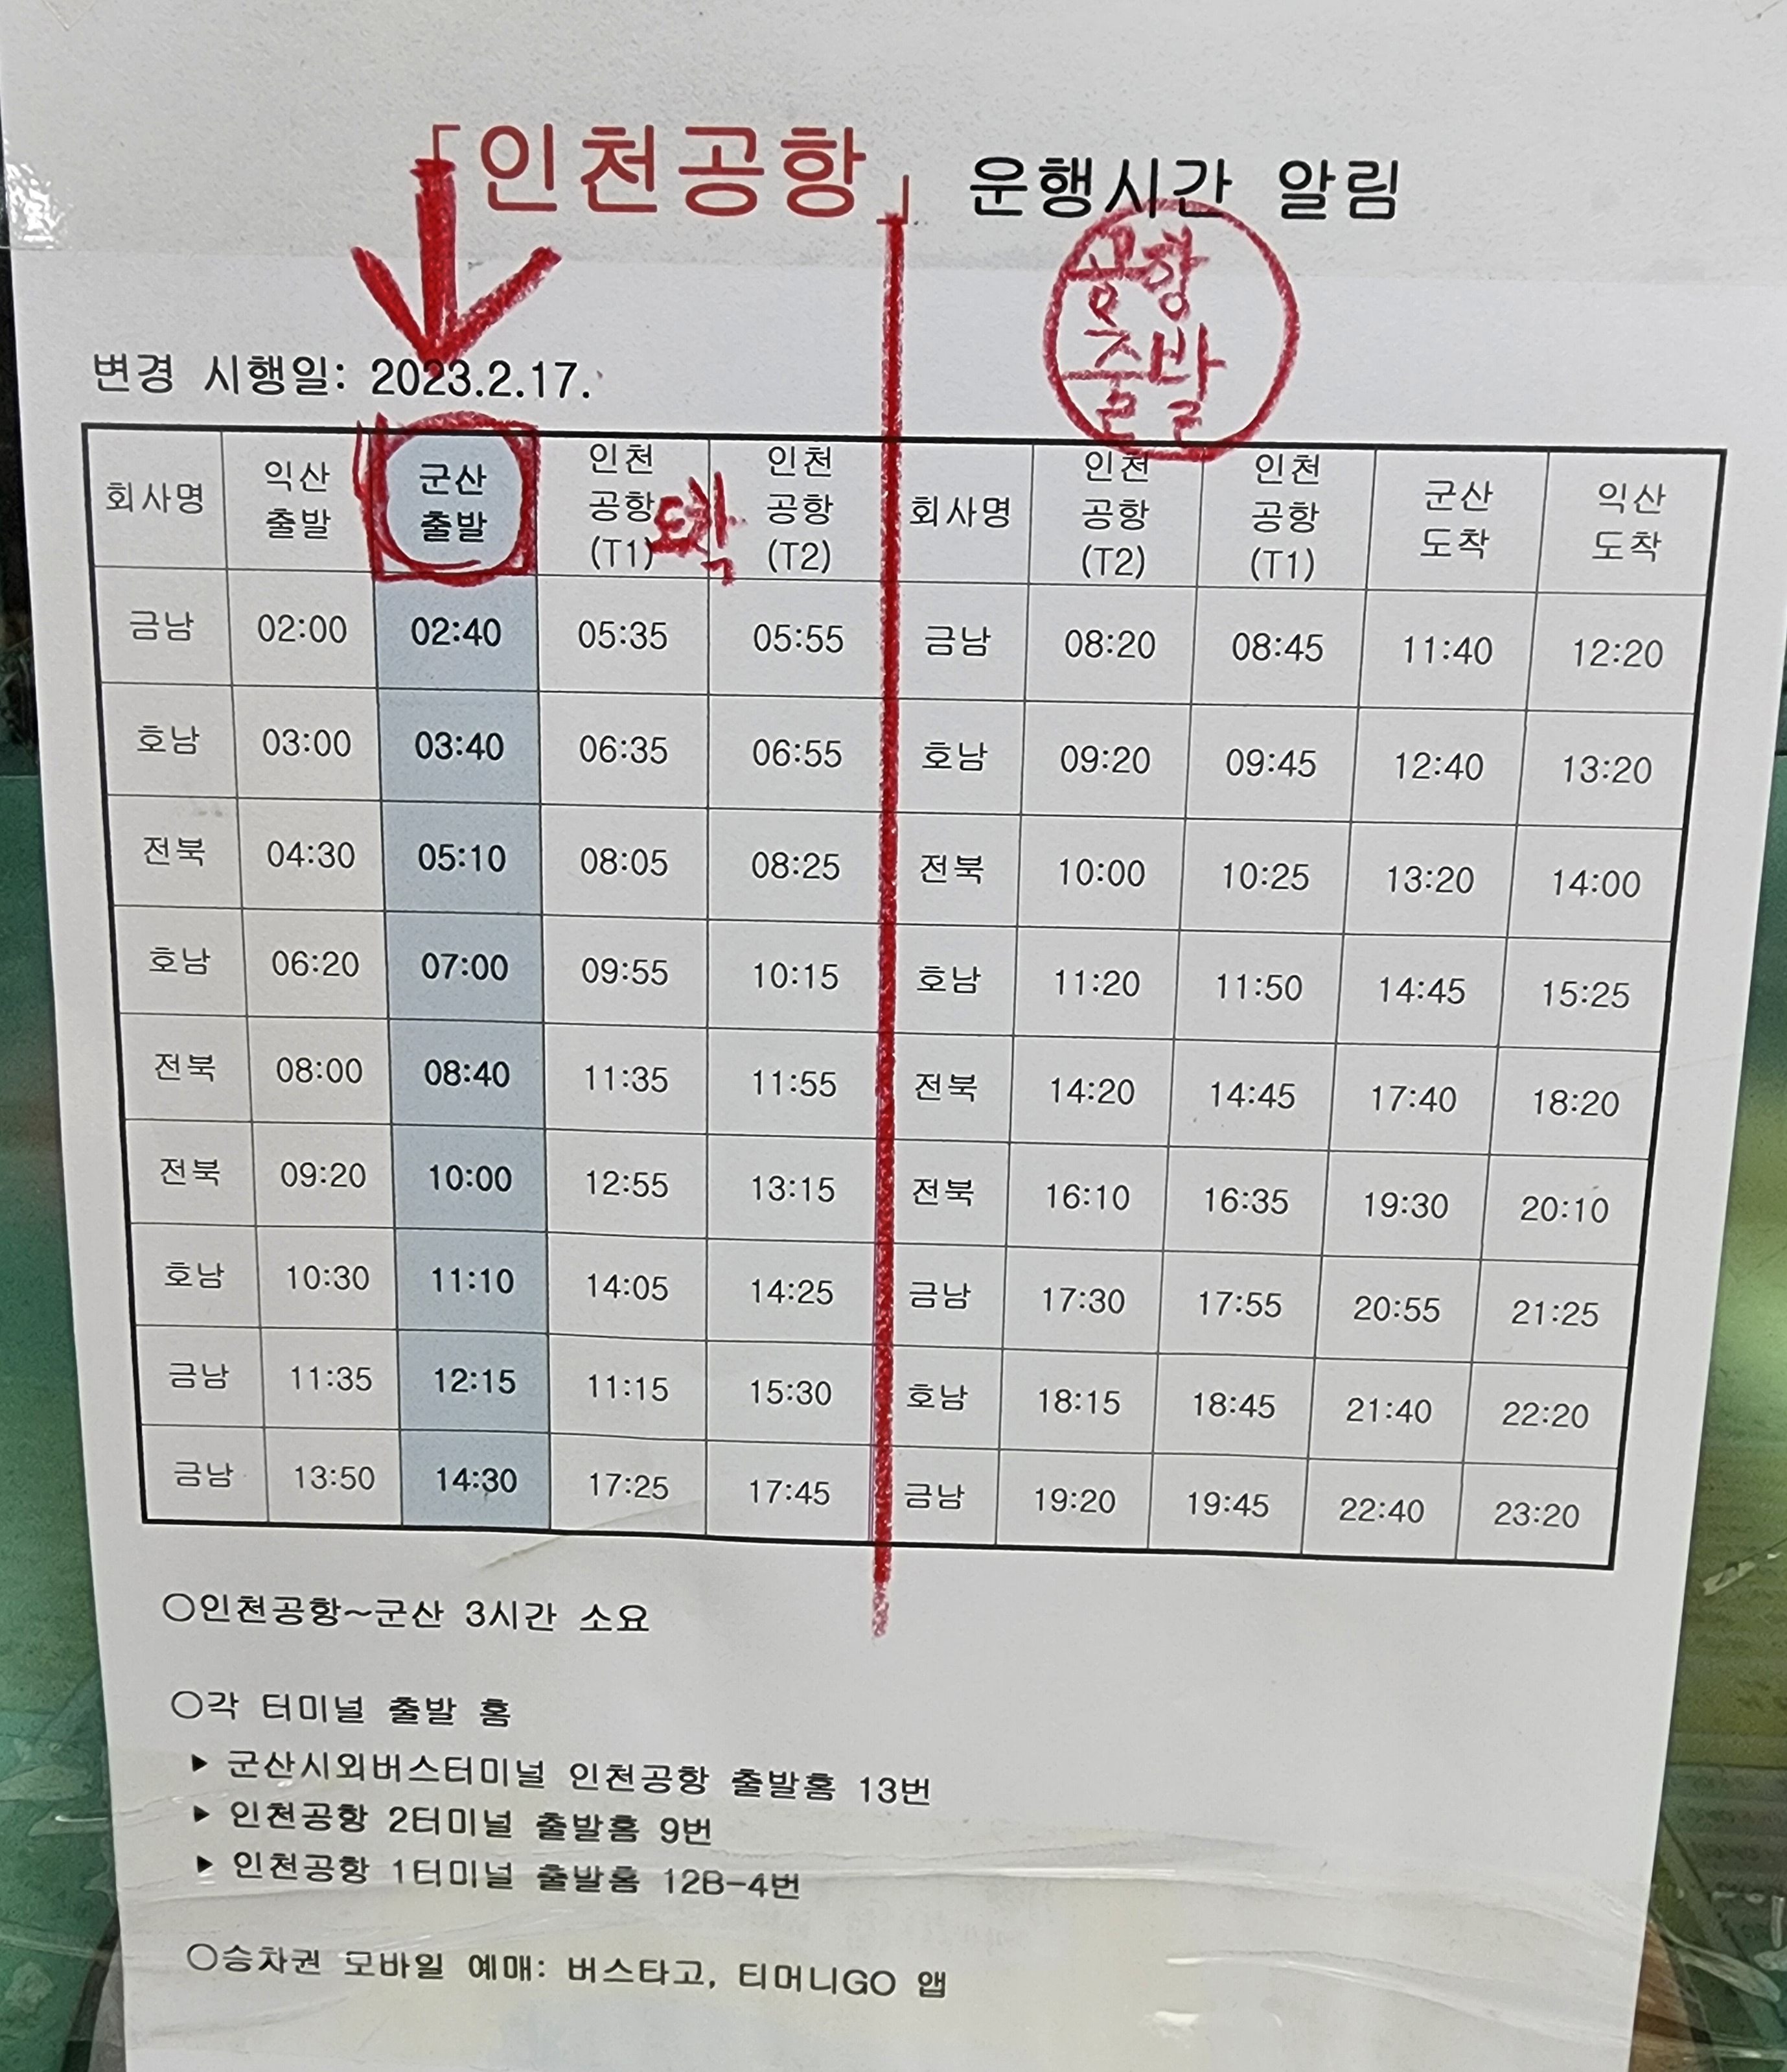 「인천공항」 운행시간 알림
공항
출발
변경 시행일: 2023.2.17.
회사명 익산 출발 군산 출발 인천 공항 (T1) 도착 인천 공항 (T2) 회사명 인천 공항 (T2) 인천 공항 (T1) 군산 도착 익산 도착
금남 02:00 02:40 05:35 05:55 금남 08:20 08:45 11:40 12:20
호남 03:00 03:40 06:35 06:55 호남 09:20 09:45 12:40 13:20
전북 04:30 05:10 08:05 08:25 전북 10:00 10:25 13:20 14:00
호남 06:20 07:00 09:55 10:15 호남 11:20 11:50 14:45 15:25
전북 08:00 08:40 11:35 11:55 전북 14:20 14:45 17:40 18:20
전북 09:20 10:00 12:55 13:15 전북 16:10 16:35 19:30 20:10
호남 10:30 11:10 14:05 14:25 금남 17:30 17:55 20:55 21:25
금남 11:35 12:15 11:15 15:30 호남 18:15 18:45 21:40 22:20
금남 13:50 14:30 17:25 17:45 금남 19:20 19:45 22:40 23:20
○인천공항~군산 3시간 소요
○각 터미널 출발 홈
▶ 군산시외버스터미널 인천공항 출발홈 13번
▶ 인천공항 2터미널 출발홈 9번
▶ 인천공항 1터미널 출발홈 12B-4번
○승차권 모바일 예매: 버스타고, 티머니GO 앱